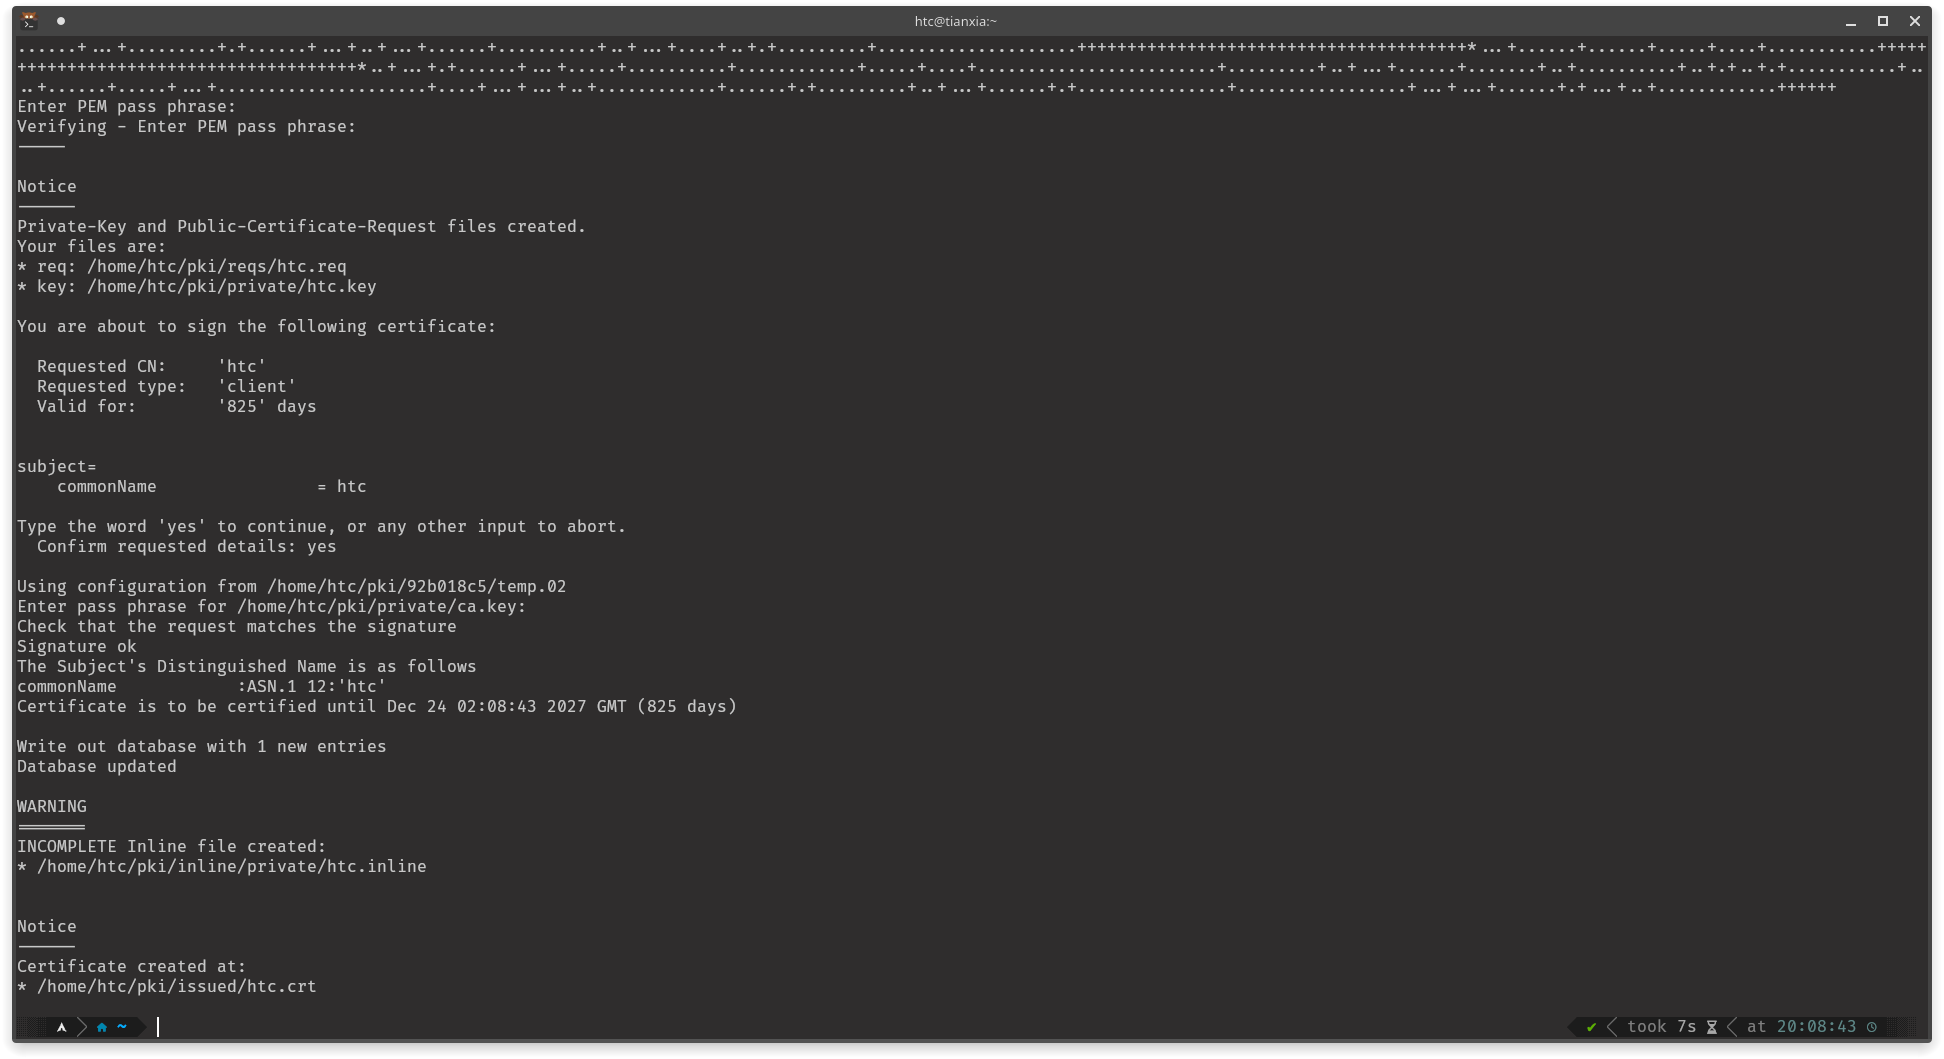 htc@tianxia:~
......+...+.........+.+......+...+..+...+......+..........+..+...+....+..+.+.........+....................+++++++++++++++++++++++++++++++++++++++*...+......+......+.....+....+...........+++++
++++++++++++++++++++++++++++++++++*..+...+.+......+...+.....+..........+............+.....+....+........................+.........+..+...+......+.......+..+..........+..+.+..+.+...........+..
..+......+.....+...+.....................+....+...+...+..+............+......+.+.........+..+...+......+.+...............+.................+...+...+......+.+...+..+............++++++
Enter PEM pass phrase:
Verifying - Enter PEM pass phrase:
-----
Notice
------
Private-Key and Public-Certificate-Request files created.
Your files are:
* req: /home/htc/pki/reqs/htc.req
* key: /home/htc/pki/private/htc.key
You are about to sign the following certificate:
  Requested CN:     'htc'
  Requested type:   'client'
  Valid for:        '825' days
subject=
    commonName                = htc
Type the word 'yes' to continue, or any other input to abort.
  Confirm requested details: yes
Using configuration from /home/htc/pki/92b018c5/temp.02
Enter pass phrase for /home/htc/pki/private/ca.key:
Check that the request matches the signature
Signature ok
The Subject's Distinguished Name is as follows
commonName            :ASN.1 12:'htc'
Certificate is to be certified until Dec 24 02:08:43 2027 GMT (825 days)
Write out database with 1 new entries
Database updated
WARNING
=======
INCOMPLETE Inline file created:
* /home/htc/pki/inline/private/htc.inline
Notice
------
Certificate created at:
* /home/htc/pki/issued/htc.crt
~ ✔ took 7s at 20:08:43